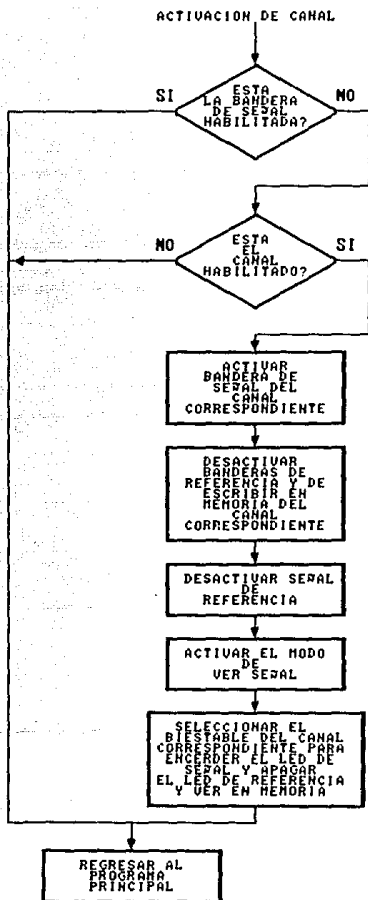 ACTIVACION DE CANAL
ESTA
LA BANDERA
DE SEÑAL
HABILITADA?
SI
NO
ESTA
EL
CANAL
HABILITADO?
NO
SI
ACTIVAR
BANDERA DE
SEÑAL DEL
CANAL
CORRESPONDIENTE
DESACTIVAR
BANDERAS DE
REFERENCIA Y DE
ESCRIBIR EN
MEMORIA DEL
CANAL
CORRESPONDIENTE
DESACTIVAR SEÑAL
DE
REFERENCIA
ACTIVAR EL MODO
DE
VER SEÑAL
SELECCIONAR EL
BIESTABLE DEL CANAL
CORRESPONDIENTE PARA
ENCERDER EL LED DE
SEÑAL Y APAGAR
EL LED DE REFERENCIA
Y VER EN MEMORIA
REGRESAR AL
PROGRAMA
PRINCIPAL